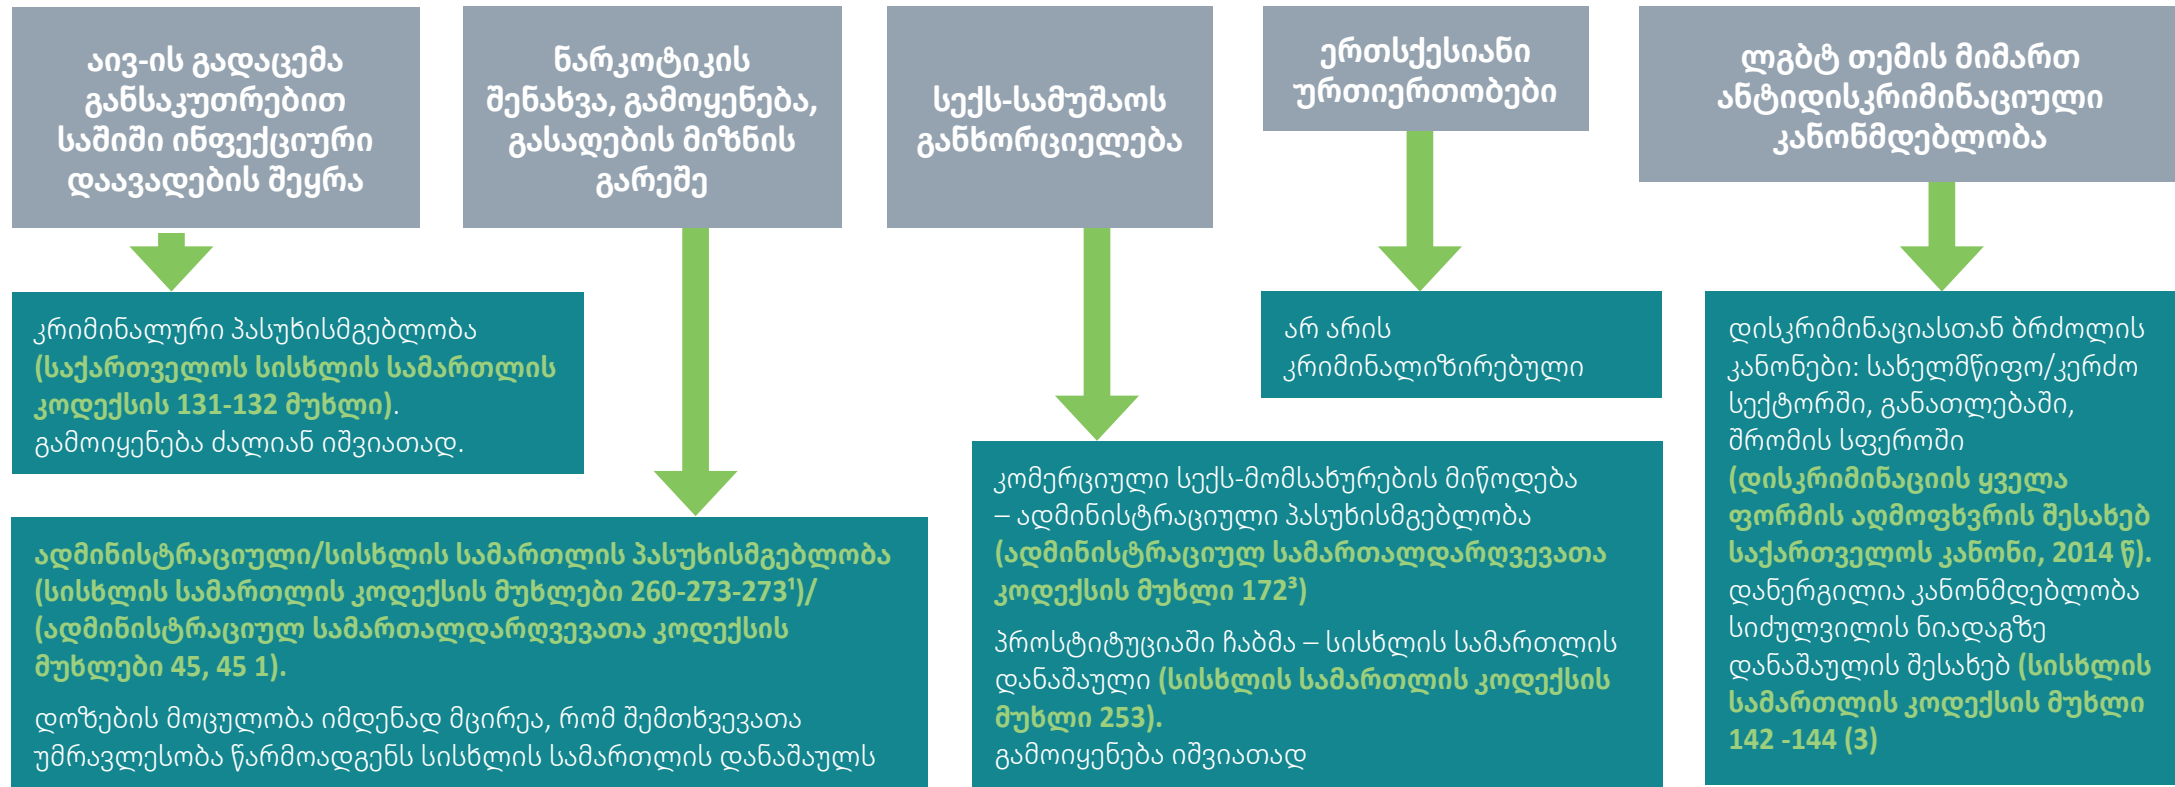 აივ-ის გადაცემა
განსაკუთრებით
საშიში ინფექციური
დაავადების შეყრა
კრიმინალური პასუხისმგებლობა
(საქართველოს სისხლის სამართლის
კოდექსის 131-132 მუხლი).
გამოიყენება ძალიან იშვიათად.
ნარკოტიკის
შენახვა, გამოყენება,
გასაღების მიზნის
გარეშე
ადმინისტრაციული/სისხლის სამართლის პასუხისმგებლობა
(სისხლის სამართლის კოდექსის მუხლები 260-273-273¹)/
(ადმინისტრაციულ სამართალდარღვევათა კოდექსის
მუხლები 45, 45 1).
დოზების მოცულობა იმდენად მცირეა, რომ შემთხვევათა
უმრავლესობა წარმოადგენს სისხლის სამართლის დანაშაულს
სექს-სამუშაოს
განხორციელება
კომერციული სექს-მომსახურების მიწოდება
– ადმინისტრაციული პასუხისმგებლობა
(ადმინისტრაციულ სამართალდარღვევათა
კოდექსის მუხლი 172³)
პროსტიტუციაში ჩაბმა – სისხლის სამართლის
დანაშაული (სისხლის სამართლის კოდექსის
მუხლი 253).
გამოიყენება იშვიათად
ერთსქესიანი
ურთიერთობები
არ არის
კრიმინალიზირებული
ლგბტ თემის მიმართ
ანტიდისკრიმინაციული
კანონმდებლობა
დისკრიმინაციასთან ბრძოლის
კანონები: სახელმწიფო/კერძო
სექტორში, განათლებაში,
შრომის სფეროში
(დისკრიმინაციის ყველა
ფორმის აღმოფხვრის შესახებ
საქართველოს კანონი, 2014 წ).
დანერგილია კანონმდებლობა
სიძულვილის ნიადაგზე
დანაშაულის შესახებ (სისხლის
სამართლის კოდექსის მუხლი
142 -144 (3)